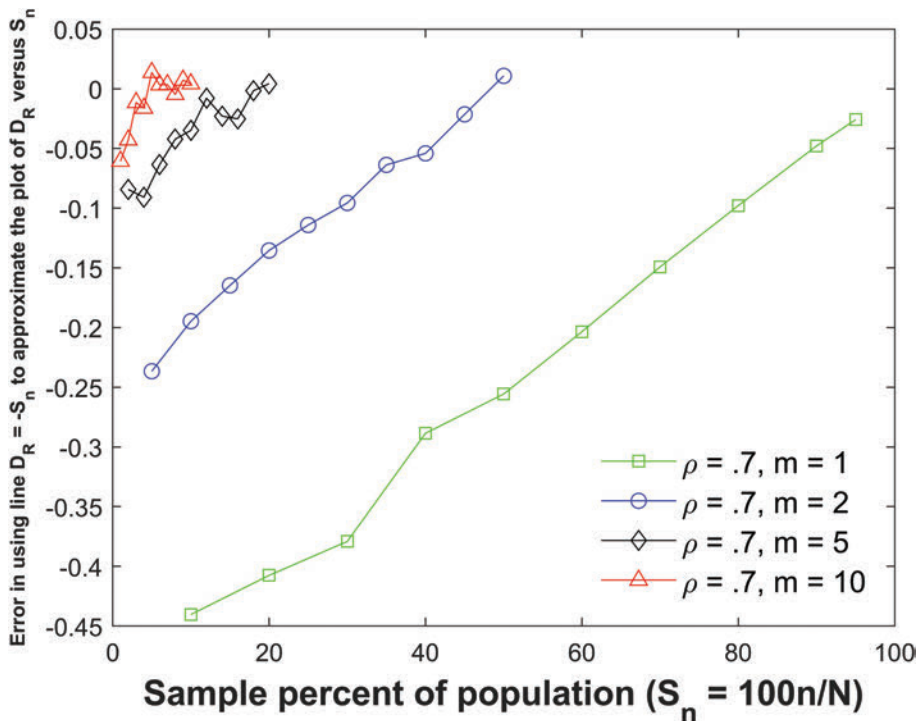 Error in using line D_R = -S_n to approximate the plot of D_R versus S_n
0.05
0
-0.05
-0.1
-0.15
-0.2
-0.25
-0.3
-0.35
-0.4
-0.45
ρ = .7, m = 1
ρ = .7, m = 2
ρ = .7, m = 5
ρ = .7, m = 10
0 20 40 60 80 100
Sample percent of population (S_n = 100n/N)